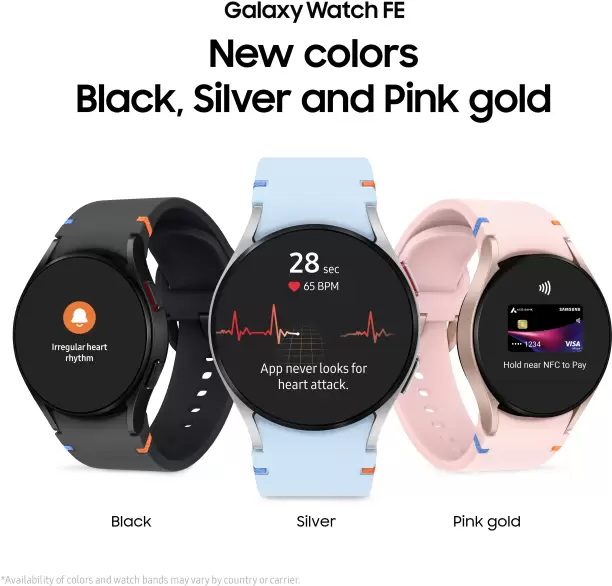 Galaxy Watch FE
New colors
Black, Silver and Pink gold
28 sec
65 BPM
App never looks for
heart attack.
Irregular heart
rhythm
AXIS BANK
SAMSUNG
•••• 1234
VISA
Hold near NFC to Pay
Black
Silver
Pink gold
*Availability of colors and watch bands may vary by country or carrier.